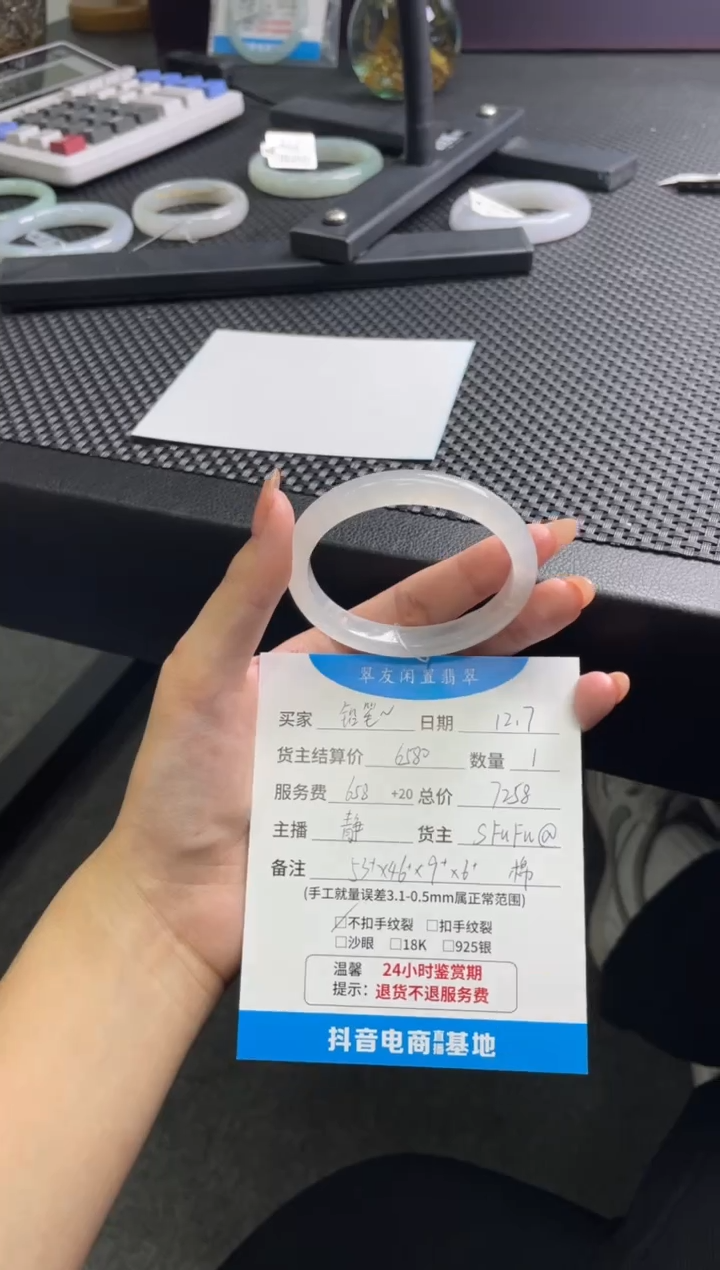 翠友闲置翡翠
买家 铅笔~ 日期 12.7
货主结算价 6580 数量 1
服务费 658 +20 总价 7258
主播 静 货主 SFuFu@
备注 53⁺×46⁺×9⁺×6⁺ 棉
(手工就量误差3.1-0.5mm属正常范围)
☑不扣手纹裂 □扣手纹裂
□沙眼 □18K □925银
温馨 24小时鉴赏期
提示：退货不退服务费
抖音电商直播基地